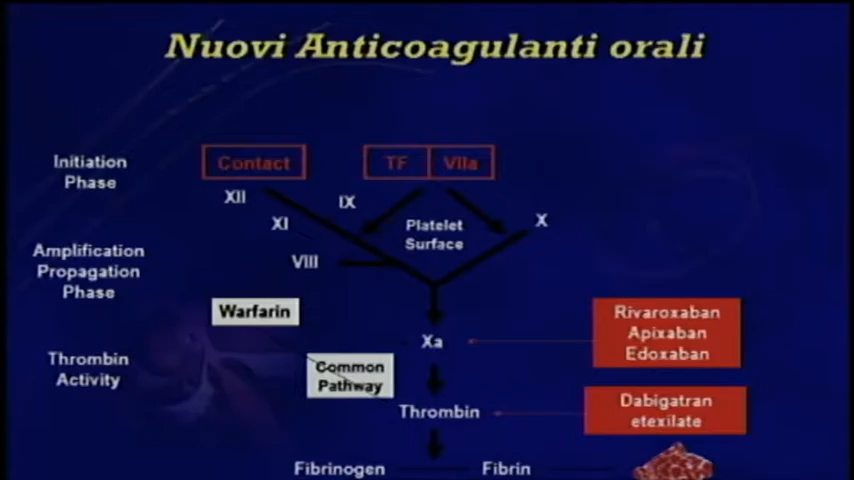 Nuovi Anticoagulanti orali
Initiation
Phase
Contact
TF
VIIa
XII
IX
XI
Platelet
Surface
X
Amplification
Propagation
Phase
VIII
Warfarin
Rivaroxaban
Apixaban
Edoxaban
Xa
Thrombin
Activity
Common
Pathway
Dabigatran
etexilate
Thrombin
Fibrinogen
Fibrin